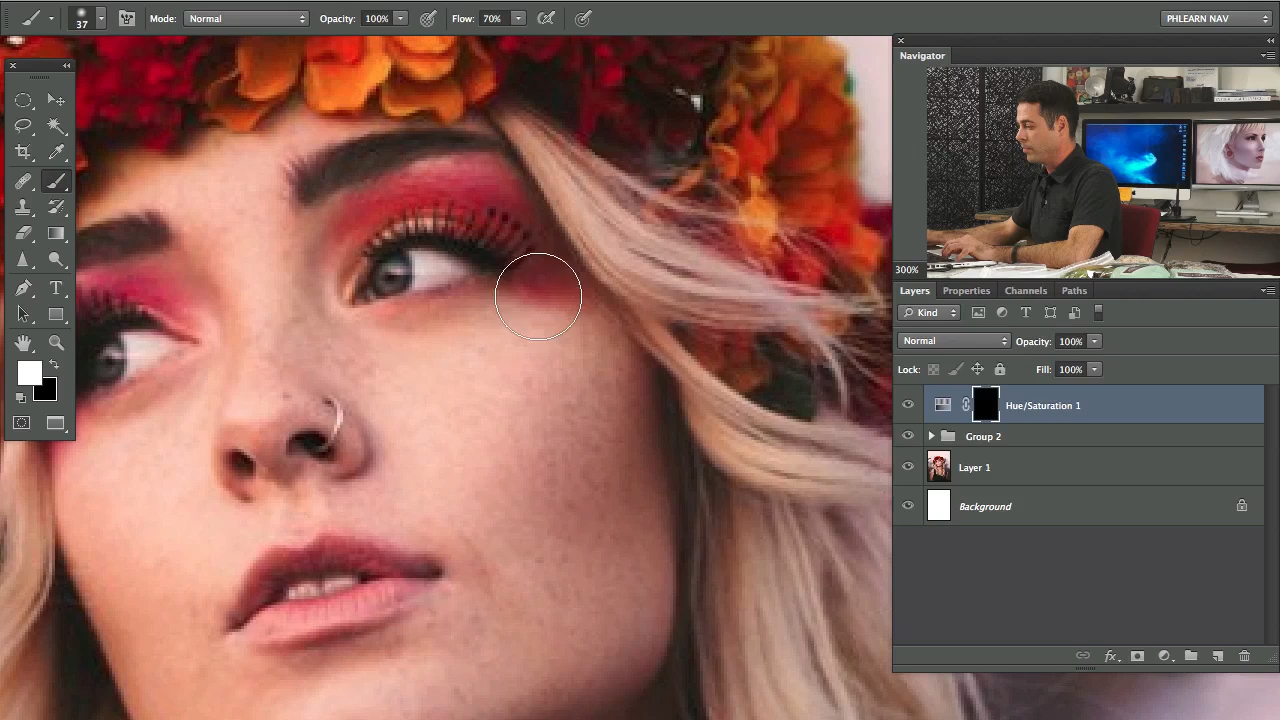 37
Mode: Normal
Opacity: 100%
Flow: 70%
PHLEARN NAV
Navigator
300%
Layers Properties Channels Paths
Kind
Normal Opacity: 100%
Lock: Fill: 100%
Hue/Saturation 1
Group 2
Layer 1
Background